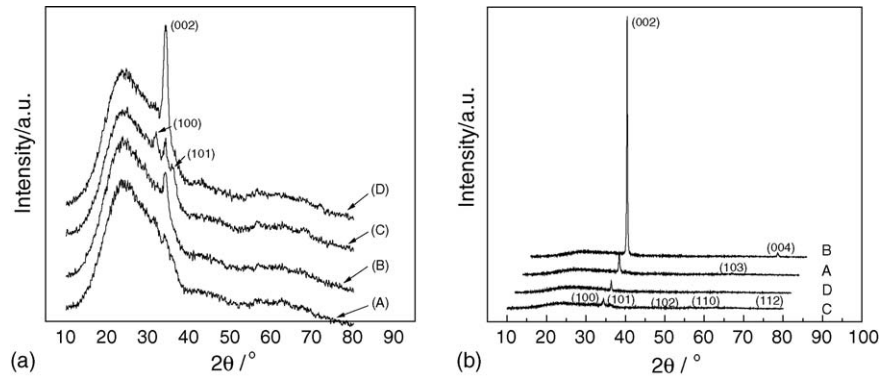 Intensity/a.u.
(002)
(100)
(101)
(D)
(C)
(B)
(A)
10 20 30 40 50 60 70 80 90
2θ / °
(a)
Intensity/a.u.
(002)
(004) B
(103) A
D
(100) (101) (102) (110) (112) C
10 20 30 40 50 60 70 80 90 100
2θ / °
(b)